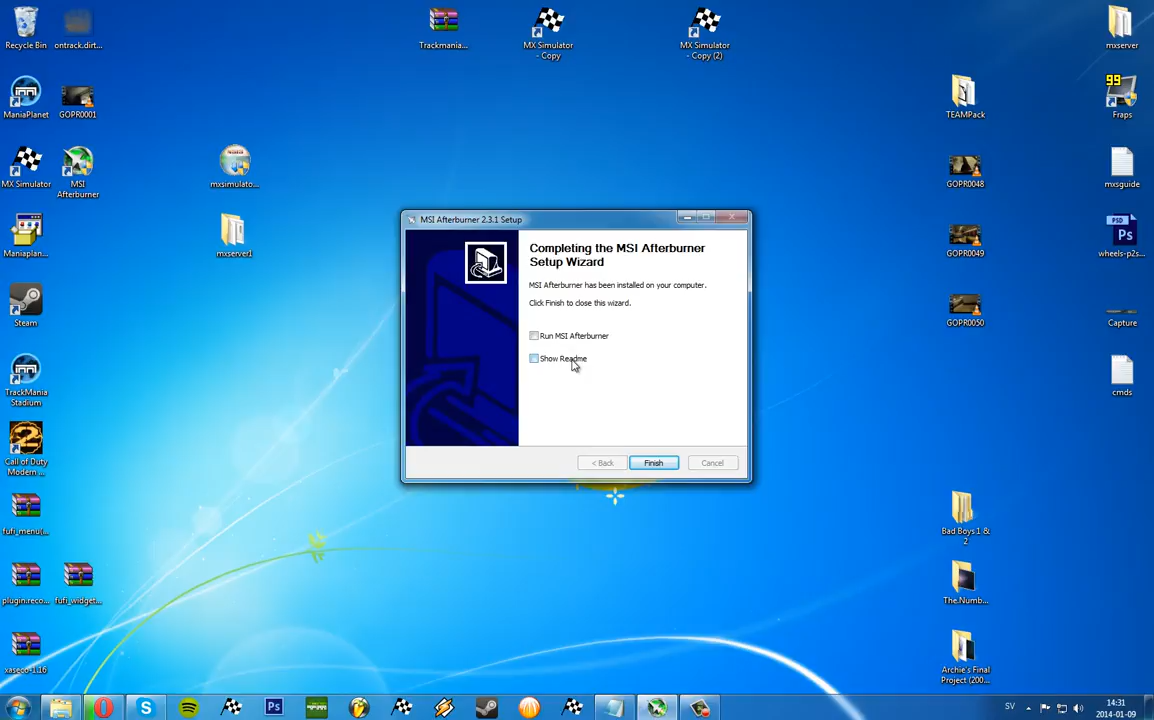 Recycle Bin
ontrack.dirt...
Trackmania...
MX Simulator
- Copy
MX Simulator
- Copy (2)
mxserver
ManiaPlanet
GOPR0001
TEAMPack
99
Fraps
MX Simulator
MSI
Afterburner
mxsimulato...
GOPR0048
mxsguide
Maniaplan...
mxserver1
GOPR0049
PSD
Ps
wheels-p2s...
Steam
GOPR0050
Capture
TrackMania
Stadium
cmds
Call of Duty
Modern ...
fufi_menu(...
Bad Boys 1 &
2
plugin.reco...
fufi_widget...
The.Numb...
xaseco-1.16
Archie's Final
Project (200...
MSI Afterburner 2.3.1 Setup
Completing the MSI Afterburner
Setup Wizard
MSI Afterburner has been installed on your computer.
Click Finish to close this wizard.
Run MSI Afterburner
Show Readme
< Back
Finish
Cancel
Ps
SV
14:31
2014-01-09